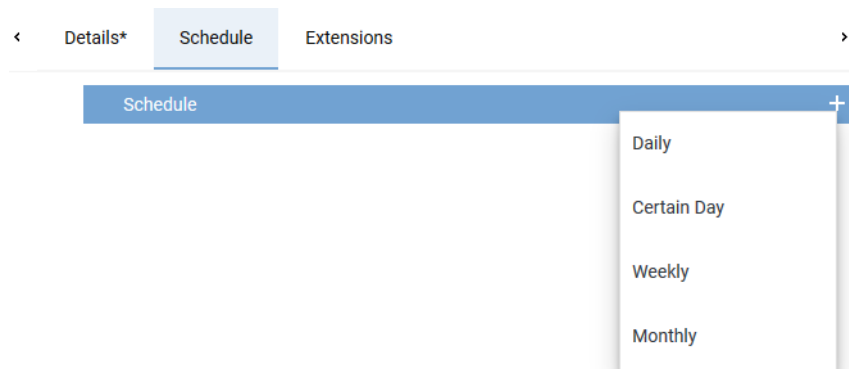 Details* Schedule Extensions
Schedule +
Daily
Certain Day
Weekly
Monthly